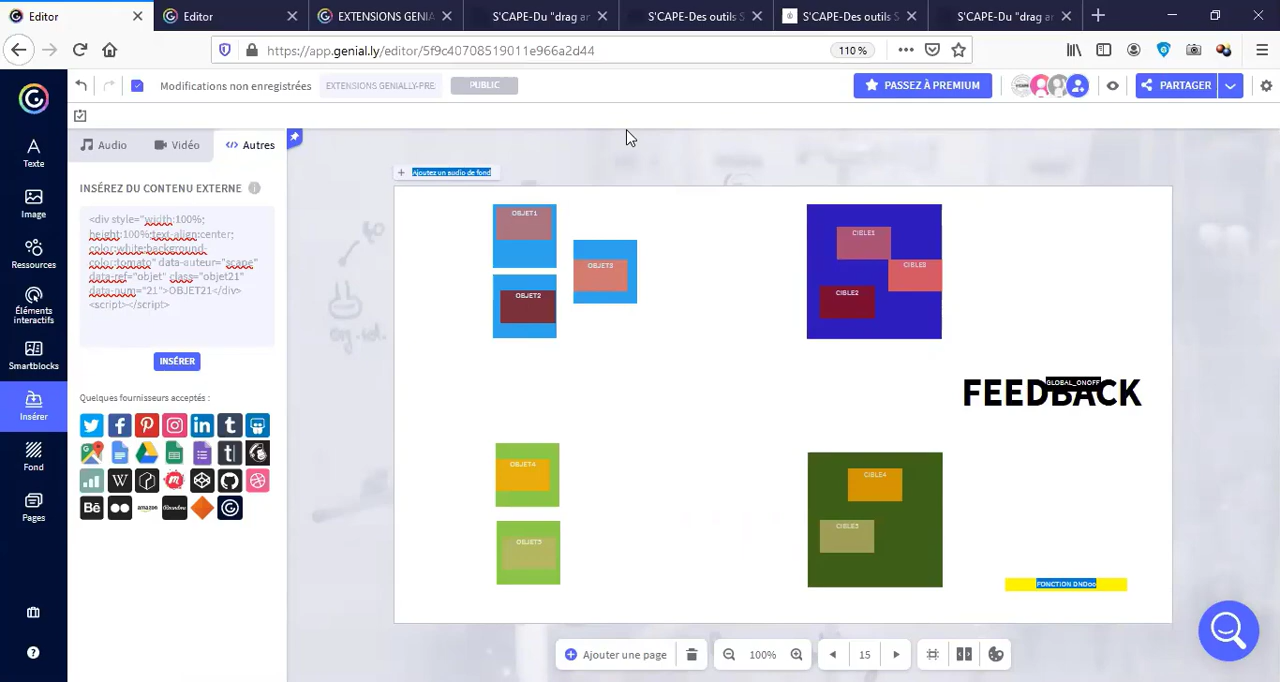 Editor
Editor
EXTENSIONS GENIA
S'CAPE-Du "drag ar
S'CAPE-Des outils S
S'CAPE-Des outils S
S'CAPE-Du "drag ar
https://app.genial.ly/editor/5f9c40708519011e966a2d44
110 %
Modifications non enregistrées
EXTENSIONS GENIALLY-PRE.
PUBLIC
PASSEZ À PREMIUM
PARTAGER
Texte
Image
Ressources
Éléments
interactifs
Smartblocks
Insérer
Fond
Pages
Audio
Vidéo
</> Autres
INSÉREZ DU CONTENU EXTERNE
<div style="width:100%;
height:100%;text-align:center;
color:white;background-
color:tomato" data-auteur="scape"
data-ref="objet" class="objet21"
data-num="21">OBJET21</div>
<script></script>
INSÉRER
Quelques fournisseurs acceptés :
+ Ajoutez un audio de fond
OBJET1
OBJET3
OBJET2
CIBLE1
CIBLE3
CIBLE2
FEEDBACK
GLOBAL_ONOFF
OBJET4
OBJET5
CIBLE4
CIBLE5
FONCTION DND00
Ajouter une page
100%
15